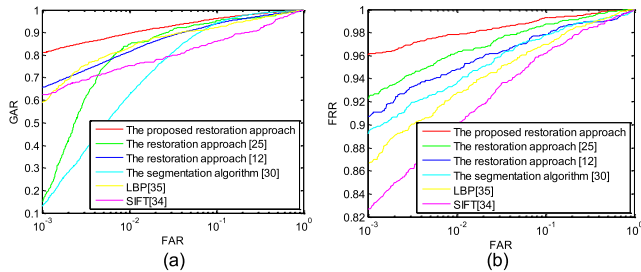 1
0.9
0.8
0.7
0.6
0.5
0.4
0.3
0.2
0.1
GAR
10^-3
10^-2
10^-1
10^0
FAR
The proposed restoration approach
The restoration approach [25]
The restoration approach [12]
The segmentation algorithm [30]
LBP[35]
SIFT[34]
(a)
1
0.98
0.96
0.94
0.92
0.9
0.88
0.86
0.84
0.82
FRR
10^-3
10^-2
10^-1
10^0
FAR
The proposed restoration approach
The restoration approach [25]
The restoration approach [12]
The segmentation algorithm [30]
LBP[35]
SIFT[34]
(b)